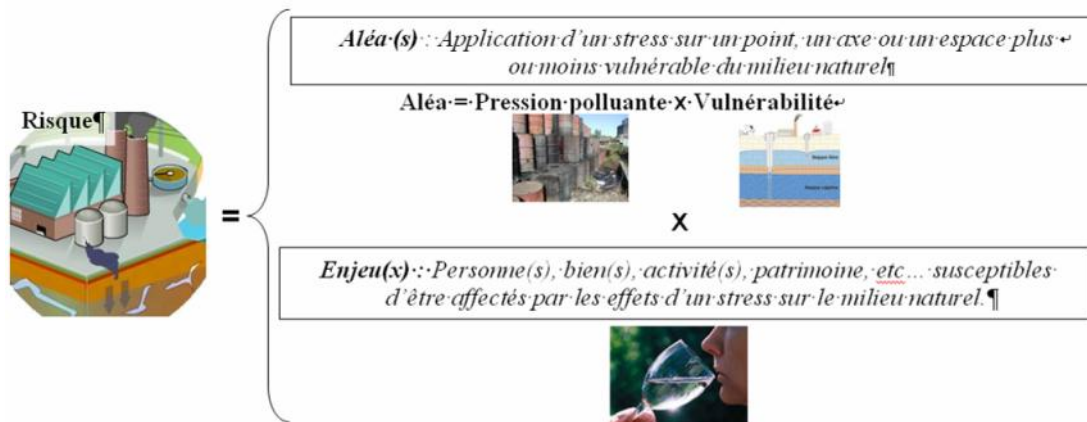 Aléa (s) : Application d'un stress sur un point, un axe ou un espace plus ↵
ou moins vulnérable du milieu naturel¶
Aléa = Pression polluante x Vulnérabilité↵
Risque¶
=
x
Enjeu(x) : Personne(s), bien(s), activité(s), patrimoine, etc… susceptibles
d'être affectés par les effets d'un stress sur le milieu naturel.¶